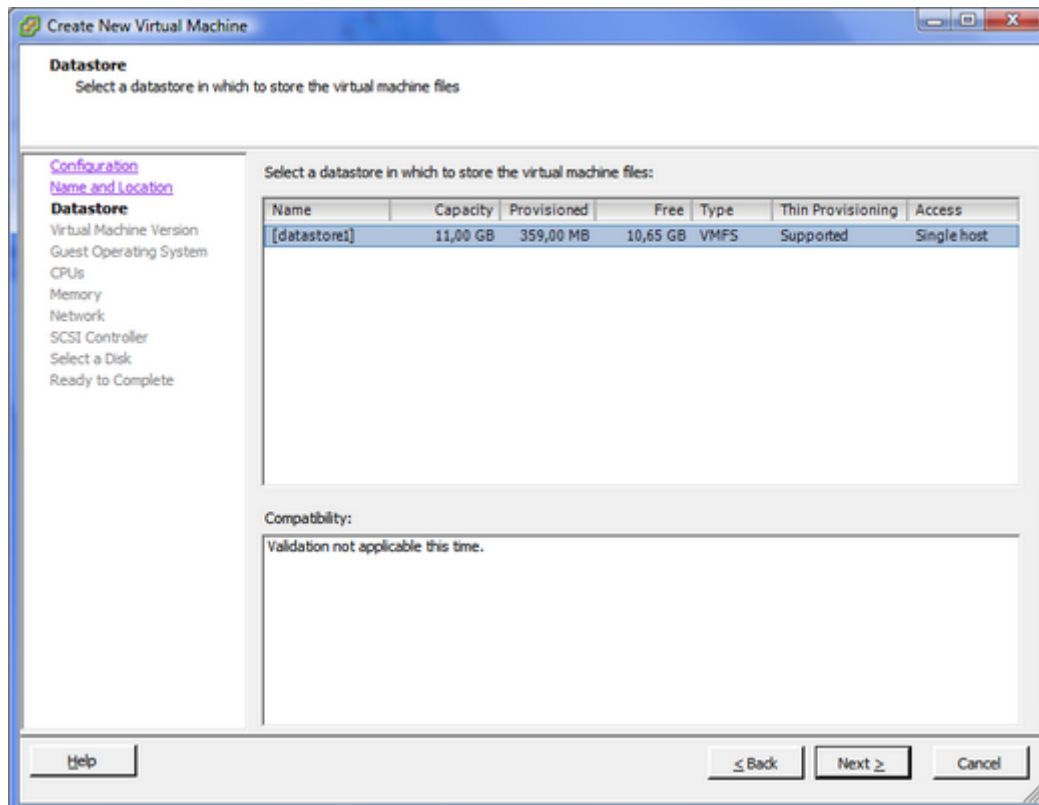 Create New Virtual Machine
Datastore
Select a datastore in which to store the virtual machine files
Configuration
Name and Location
Datastore
Virtual Machine Version
Guest Operating System
CPUs
Memory
Network
SCSI Controller
Select a Disk
Ready to Complete
Select a datastore in which to store the virtual machine files:
Name Capacity Provisioned Free Type Thin Provisioning Access
[datastore1] 11,00 GB 359,00 MB 10,65 GB VMFS Supported Single host
Compatibility:
Validation not applicable this time.
Help < Back Next > Cancel